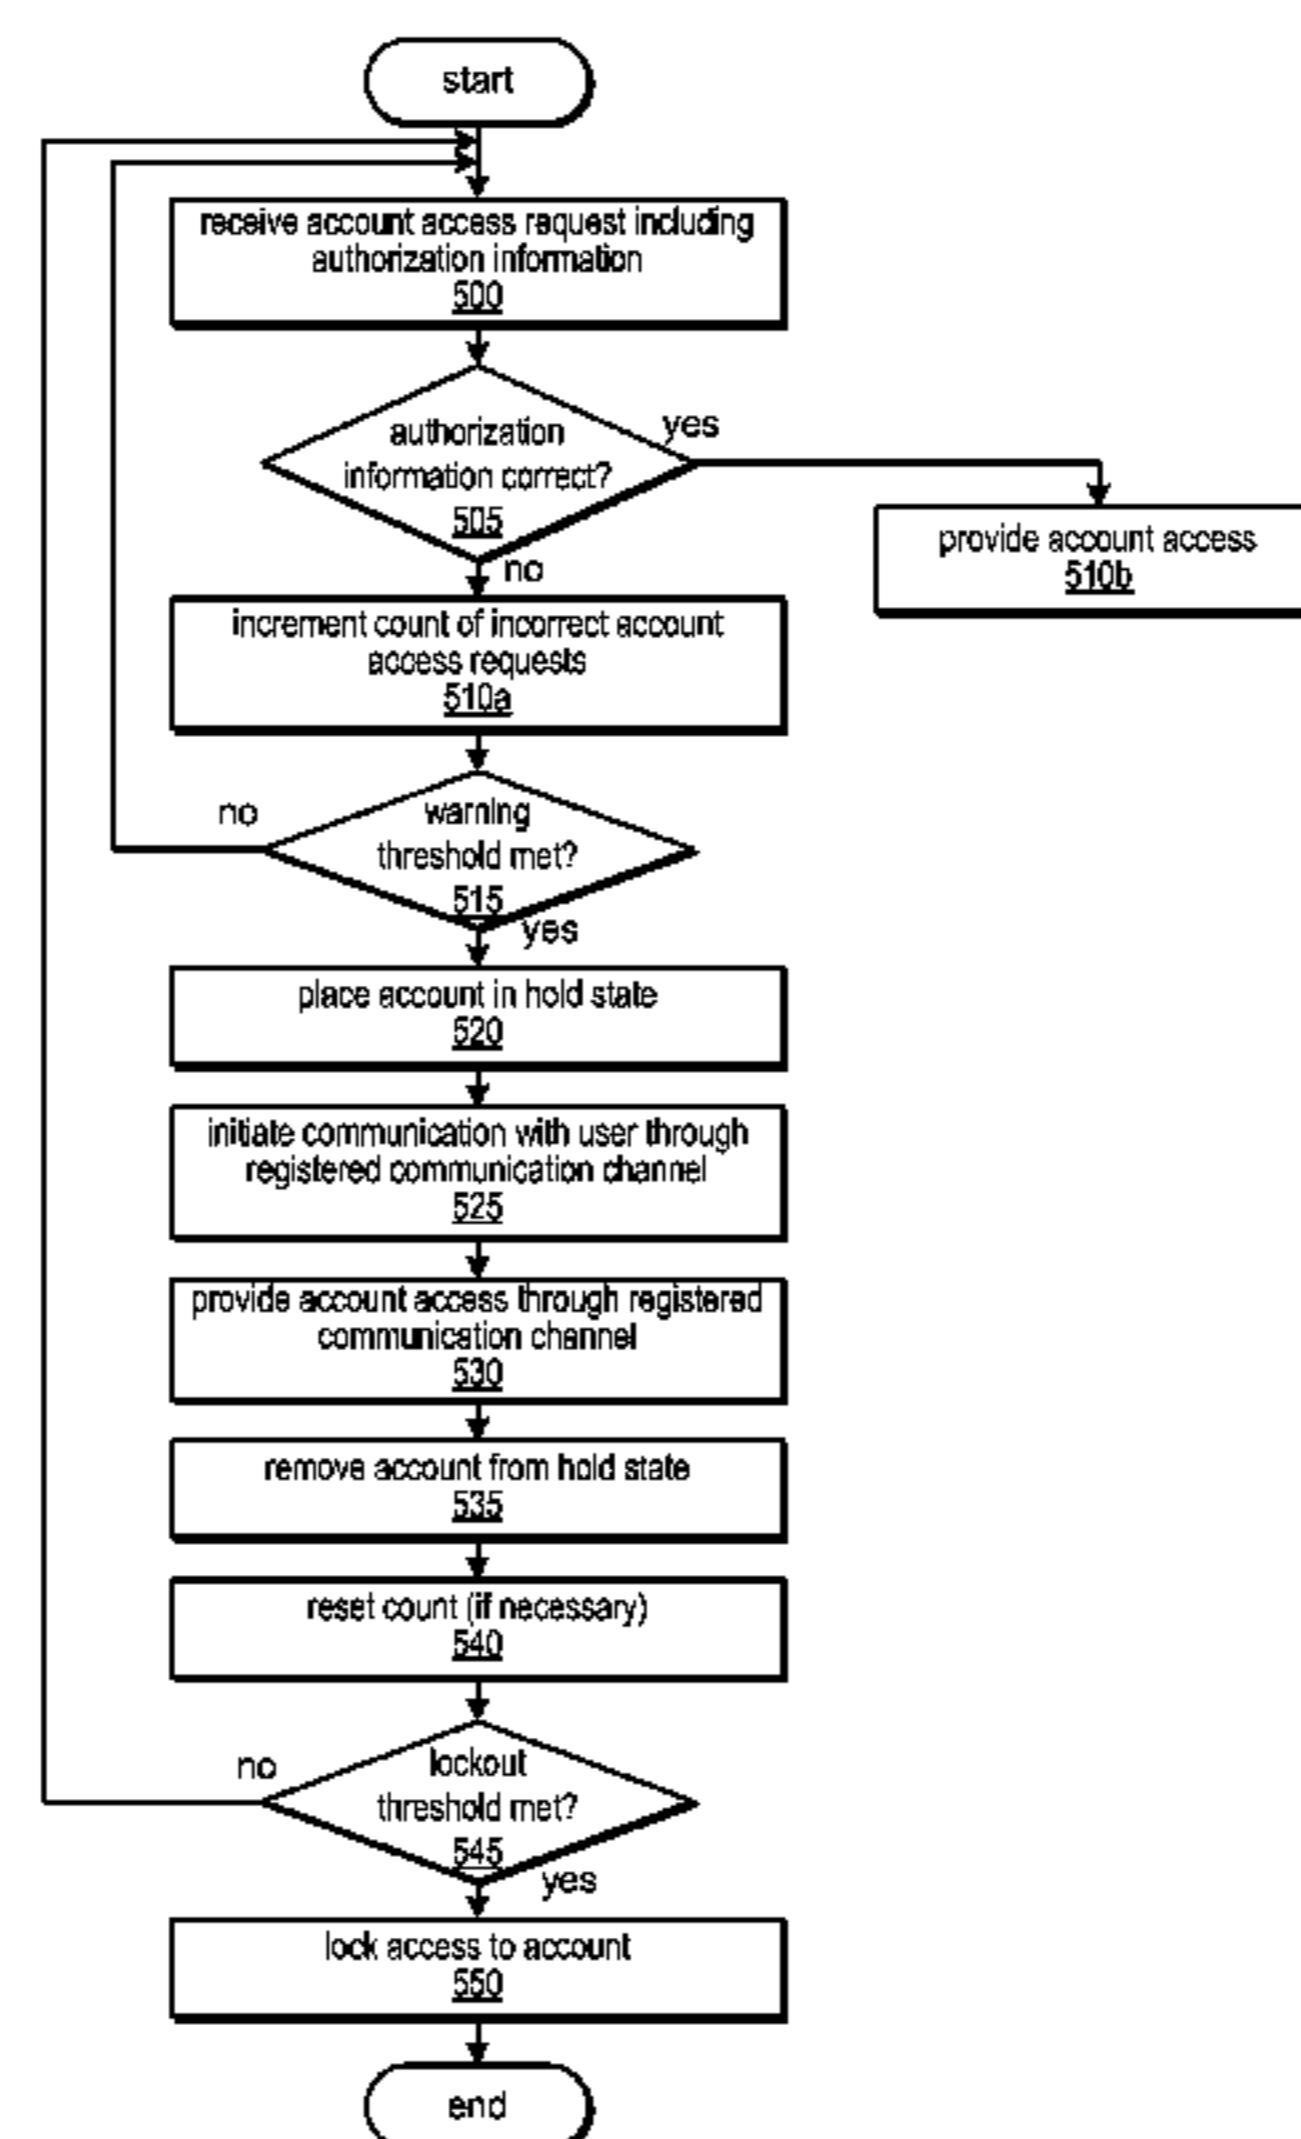 start
receive account access request including
authorization information
500
authorization
information correct?
505
yes
no
provide account access
510b
increment count of incorrect account
access requests
510a
no
warning
threshold met?
515
yes
place account in hold state
520
initiate communication with user through
registered communication channel
525
provide account access through registered
communication channel
530
remove account from hold state
535
reset count (if necessary)
540
no
lockout
threshold met?
545
yes
lock access to account
550
end